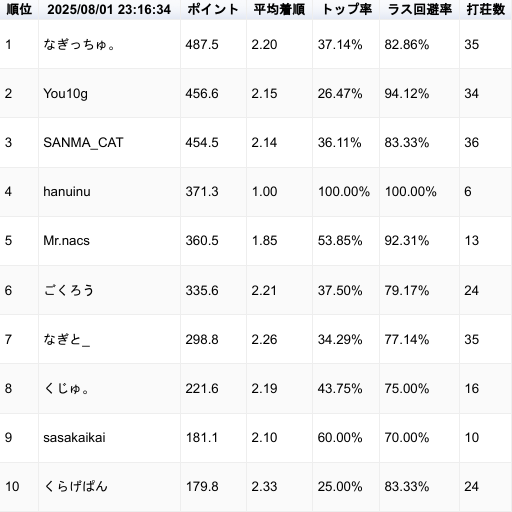 順位 2025/08/01 23:16:34 ポイント 平均着順 トップ率 ラス回避率 打荘数
1 なぎっちゅ。 487.5 2.20 37.14% 82.86% 35
2 You10g 456.6 2.15 26.47% 94.12% 34
3 SANMA_CAT 454.5 2.14 36.11% 83.33% 36
4 hanuinu 371.3 1.00 100.00% 100.00% 6
5 Mr.nacs 360.5 1.85 53.85% 92.31% 13
6 ごくろう 335.6 2.21 37.50% 79.17% 24
7 なぎと_ 298.8 2.26 34.29% 77.14% 35
8 くじゅ。 221.6 2.19 43.75% 75.00% 16
9 sasakaikai 181.1 2.10 60.00% 70.00% 10
10 くらげぱん 179.8 2.33 25.00% 83.33% 24